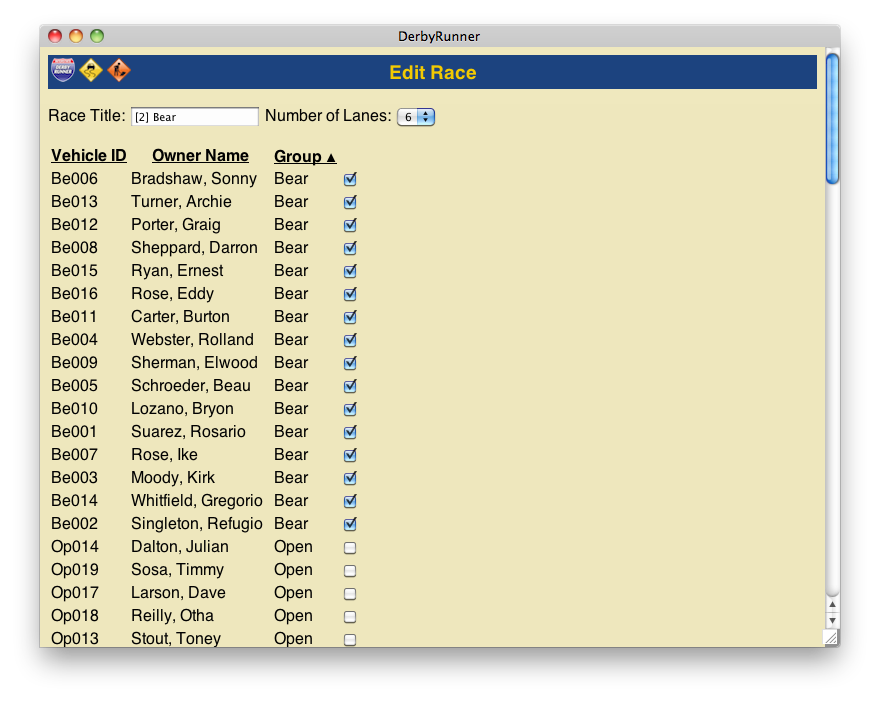 DerbyRunner
DERBY RUNNER
Edit Race
Race Title: [2] Bear Number of Lanes: 6
Vehicle ID Owner Name Group ▲
Be006 Bradshaw, Sonny Bear
Be013 Turner, Archie Bear
Be012 Porter, Graig Bear
Be008 Sheppard, Darron Bear
Be015 Ryan, Ernest Bear
Be016 Rose, Eddy Bear
Be011 Carter, Burton Bear
Be004 Webster, Rolland Bear
Be009 Sherman, Elwood Bear
Be005 Schroeder, Beau Bear
Be010 Lozano, Bryon Bear
Be001 Suarez, Rosario Bear
Be007 Rose, Ike Bear
Be003 Moody, Kirk Bear
Be014 Whitfield, Gregorio Bear
Be002 Singleton, Refugio Bear
Op014 Dalton, Julian Open
Op019 Sosa, Timmy Open
Op017 Larson, Dave Open
Op018 Reilly, Otha Open
Op013 Stout, Toney Open